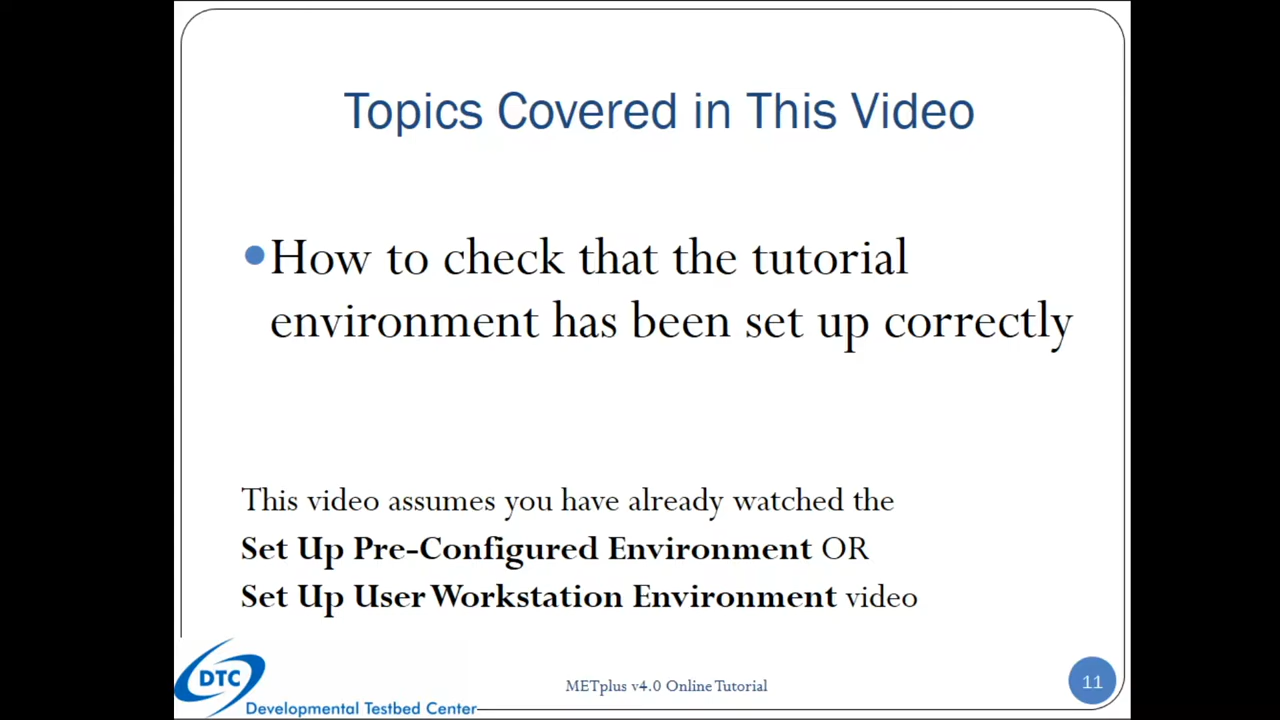 Topics Covered in This Video
How to check that the tutorial
environment has been set up correctly
This video assumes you have already watched the
Set Up Pre-Configured Environment OR
Set Up User Workstation Environment video
DTC
Developmental Testbed Center
METplus v4.0 Online Tutorial
11